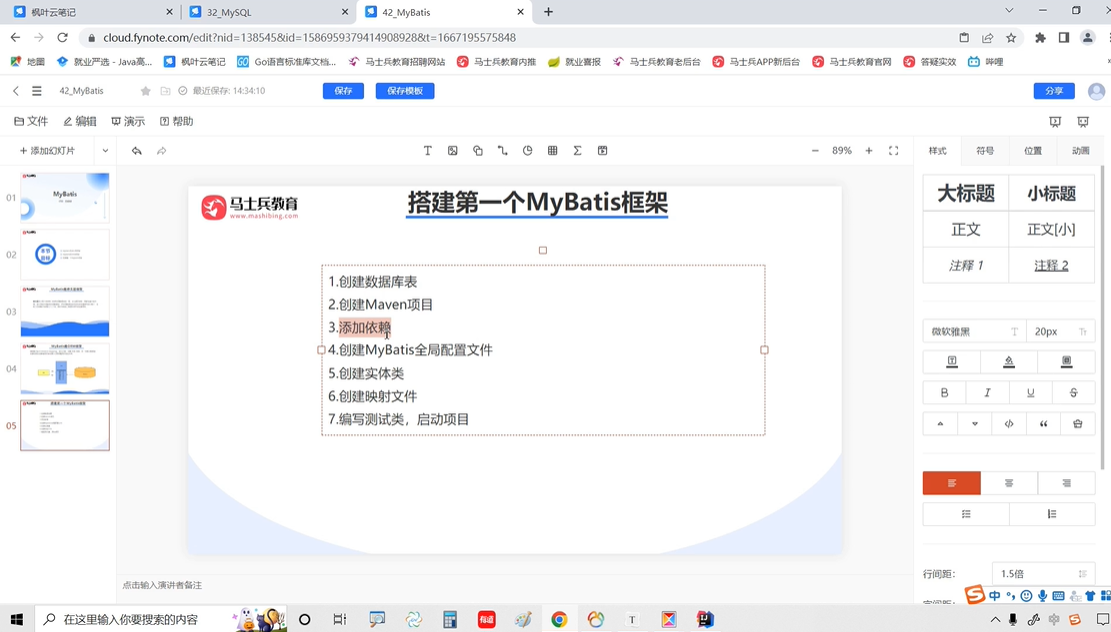 枫叶云笔记
32_MySQL
42_MyBatis
cloud.fynote.com/edit?nid=138545&id=1586959379414908928&t=1667195575848
地图
就业严选 - Java高...
枫叶云笔记
Go语言标准库文档...
马士兵教育招聘网站
马士兵教育内推
就业喜报
马士兵教育老后台
马士兵APP新后台
马士兵教育官网
答疑实效
哔哩
42_MyBatis
最近保存: 14:34:10
保存
保存模板
分享
文件
编辑
演示
帮助
添加幻灯片
89%
样式
符号
位置
动画
01
MyBatis
02
03
04
05
马士兵教育
www.mashibing.com
搭建第一个MyBatis框架
1.创建数据库表
2.创建Maven项目
3.添加依赖
4.创建MyBatis全局配置文件
5.创建实体类
6.创建映射文件
7.编写测试类，启动项目
大标题
小标题
正文
正文[小]
注释 1
注释 2
微软雅黑
20px
行间距:
1.5倍
点击输入演讲者备注
中
在这里输入你要搜索的内容